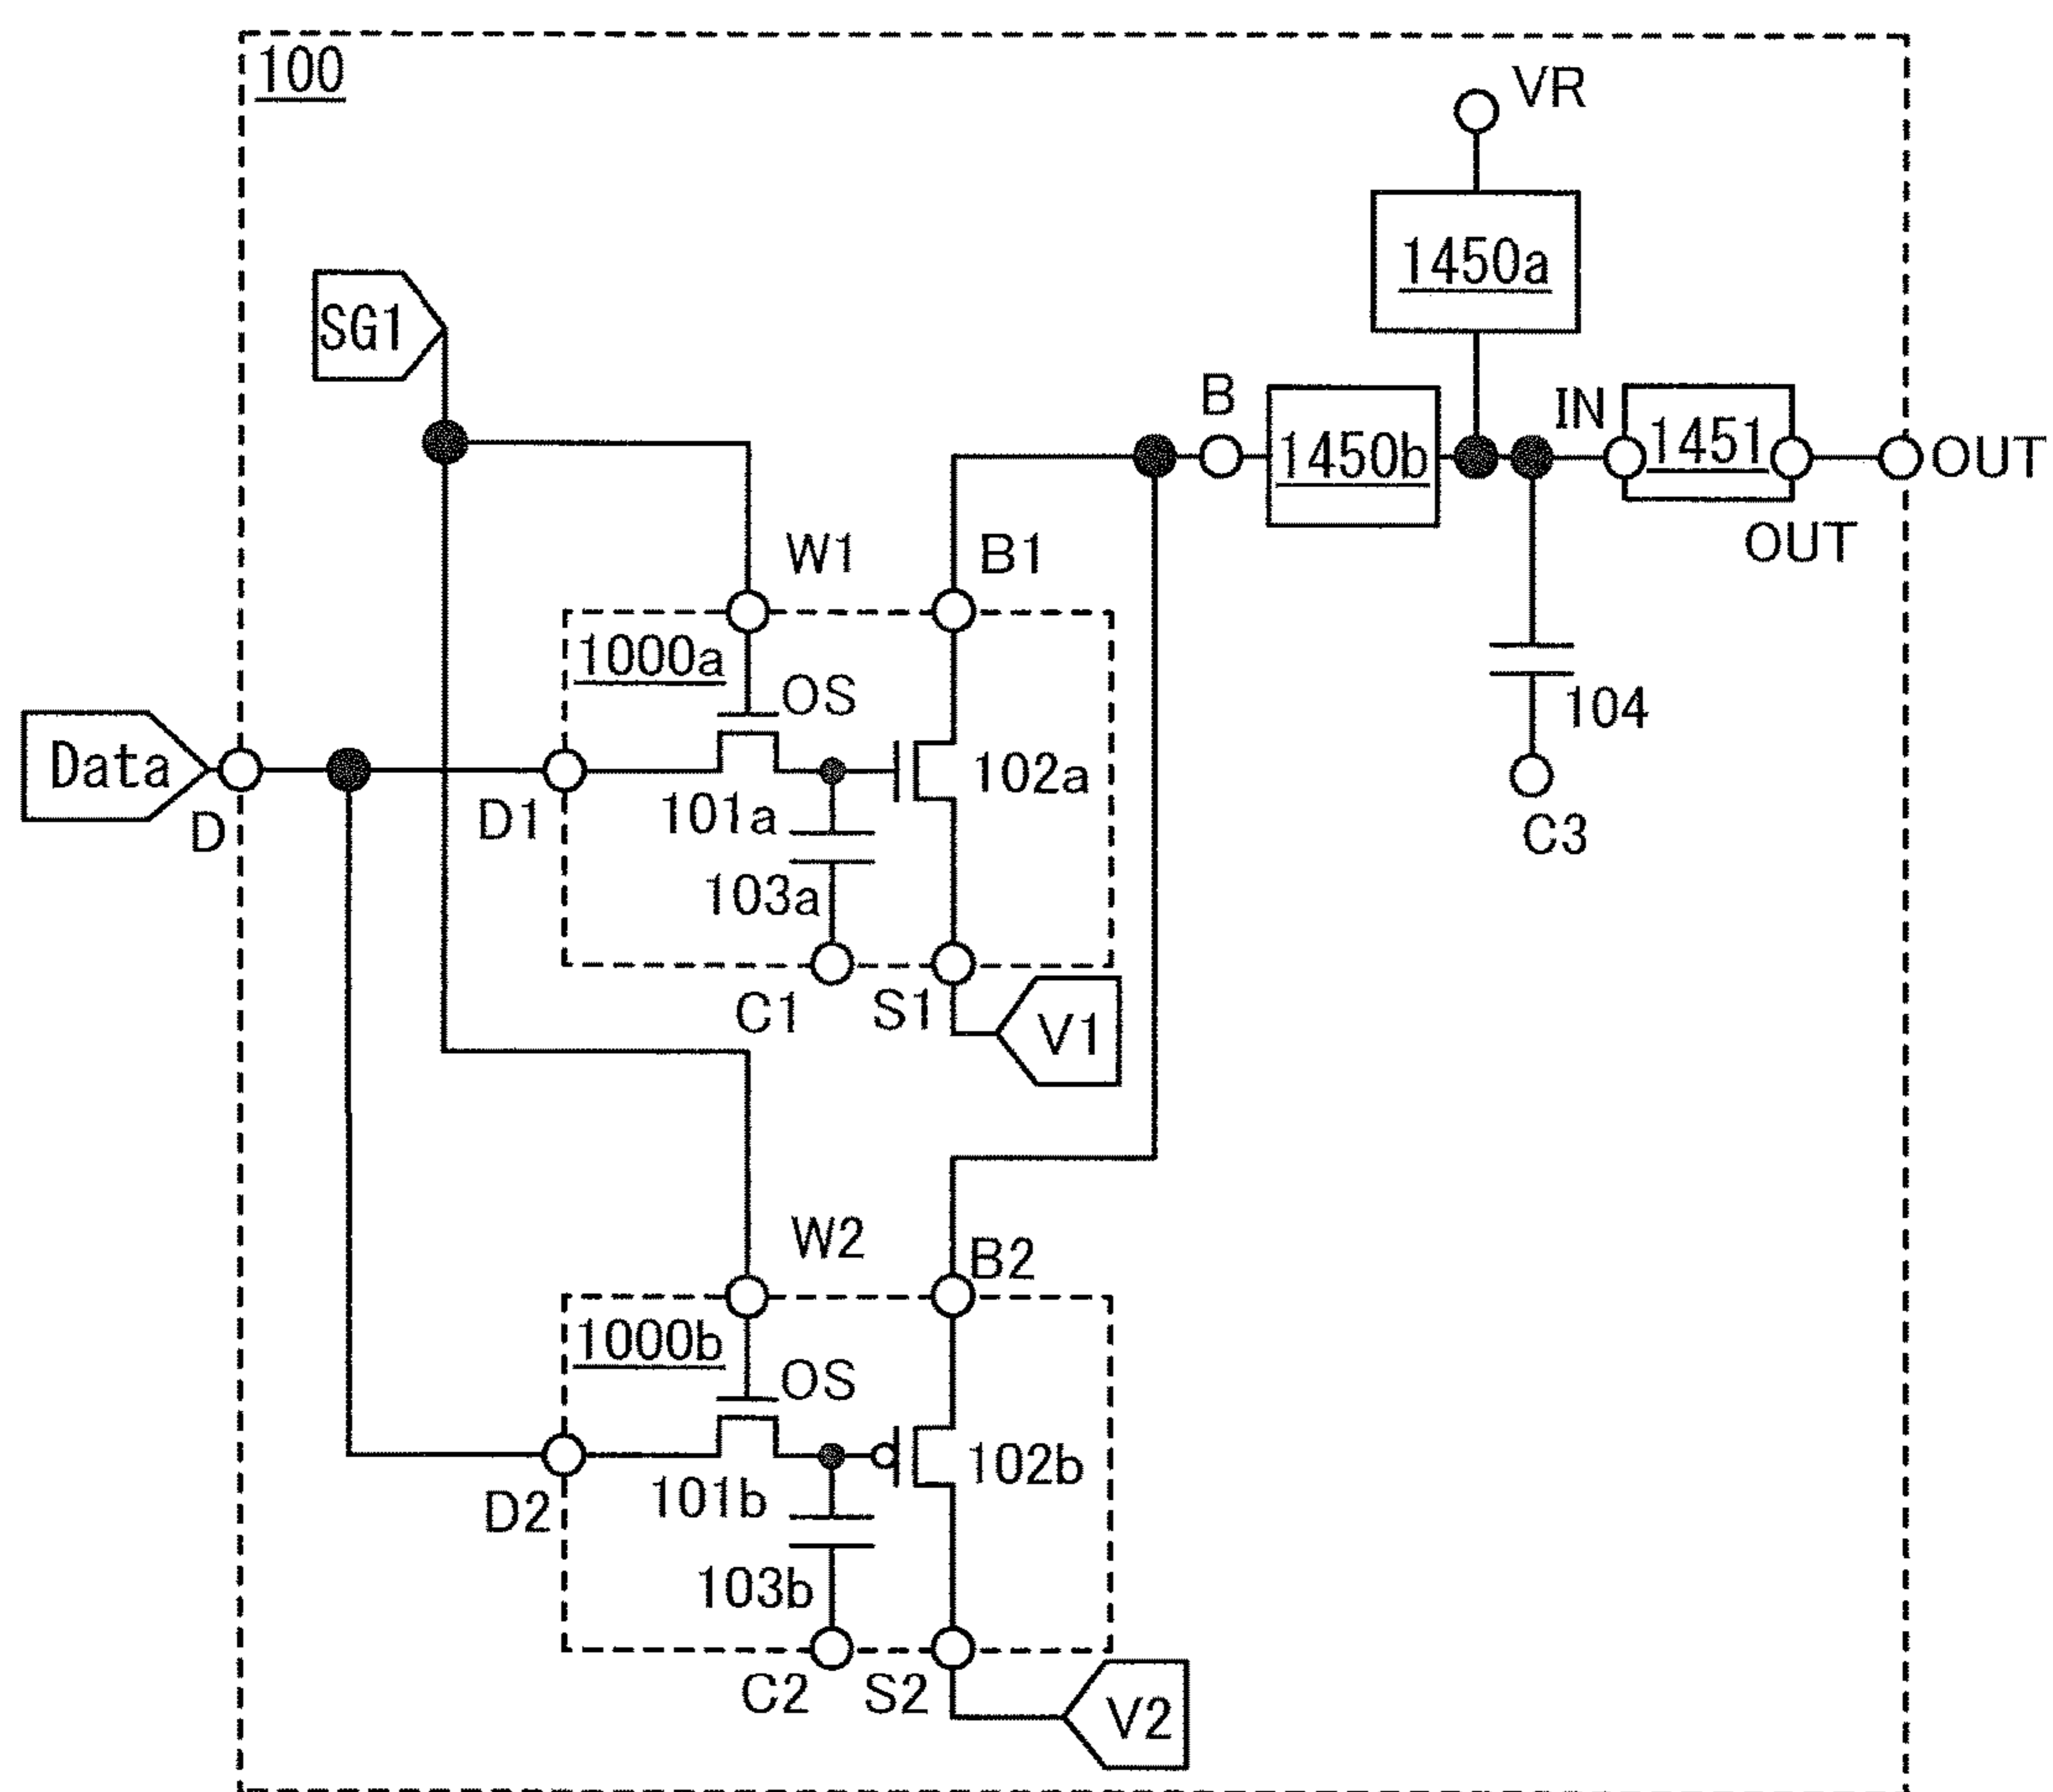 100
VR
1450a
SG1
B
1450b
IN
1451
OUT
OUT
W1
B1
1000a
OS
104
Data
D
D1
101a
102a
C3
103a
C1
S1
V1
W2
B2
1000b
OS
D2
101b
102b
103b
C2
S2
V2